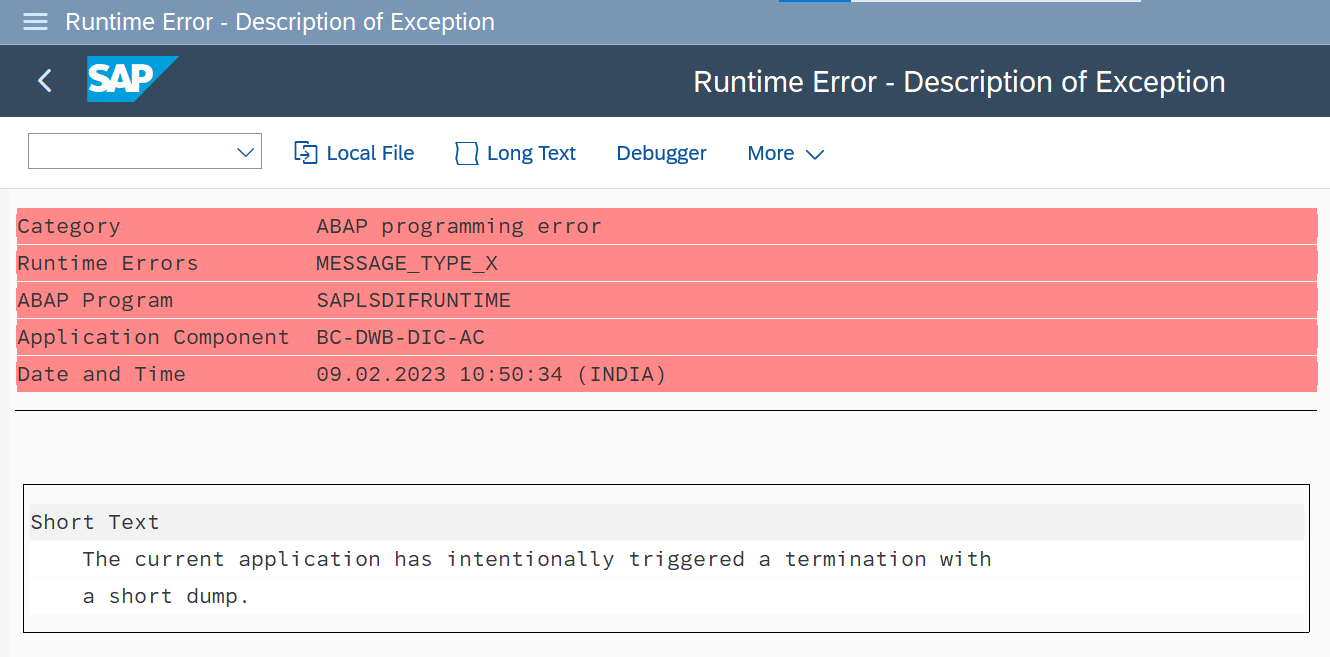 Runtime Error - Description of Exception
SAP
Runtime Error - Description of Exception
Local File
Long Text
Debugger
More
Category ABAP programming error
Runtime Errors MESSAGE_TYPE_X
ABAP Program SAPLSDIFRUNTIME
Application Component BC-DWB-DIC-AC
Date and Time 09.02.2023 10:50:34 (INDIA)
Short Text
The current application has intentionally triggered a termination with
a short dump.